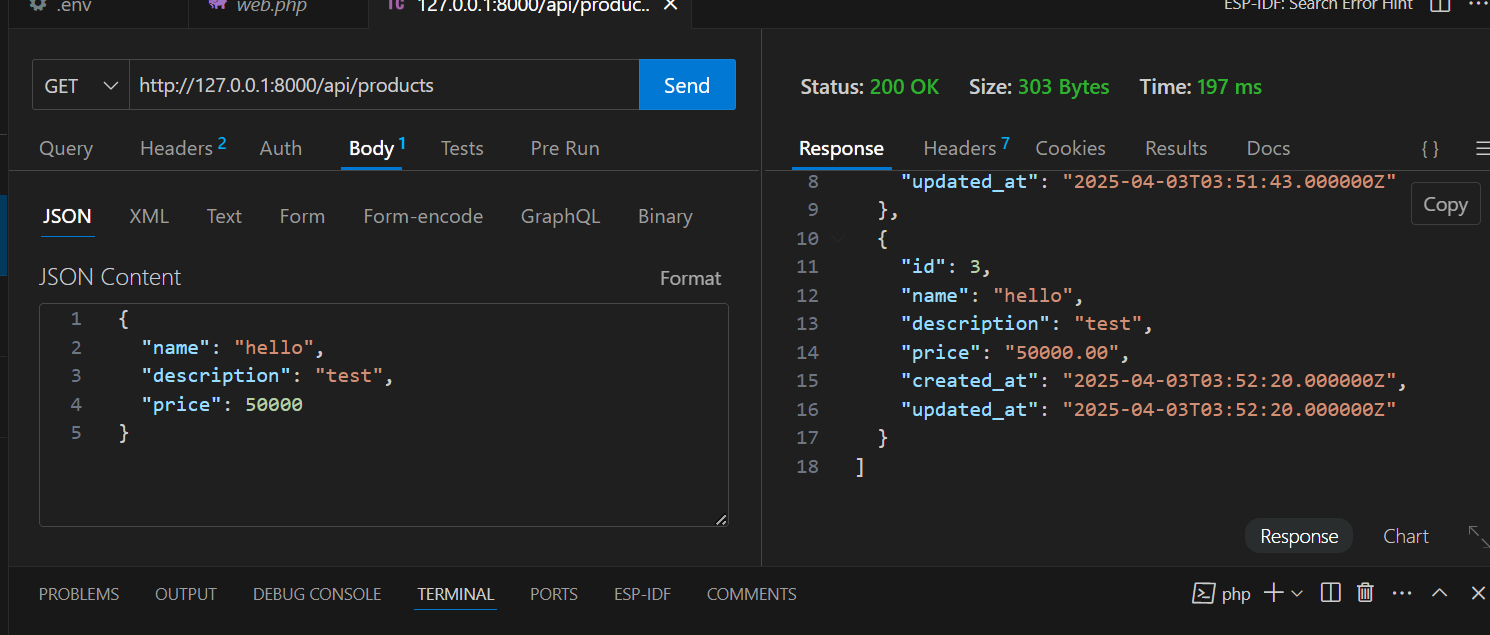 .env web.php TC 127.0.0.1:8000/api/produc.. ESP-IDF: Search Error Hint
GET http://127.0.0.1:8000/api/products Send
Query Headers 2 Auth Body 1 Tests Pre Run
JSON XML Text Form Form-encode GraphQL Binary
JSON Content Format
1 {
2 "name": "hello",
3 "description": "test",
4 "price": 50000
5 }
Status: 200 OK Size: 303 Bytes Time: 197 ms
Response Headers 7 Cookies Results Docs { }
8 "updated_at": "2025-04-03T03:51:43.000000Z"
Copy
9 },
10 {
11 "id": 3,
12 "name": "hello",
13 "description": "test",
14 "price": "50000.00",
15 "created_at": "2025-04-03T03:52:20.000000Z",
16 "updated_at": "2025-04-03T03:52:20.000000Z"
17 }
18 ]
Response Chart
PROBLEMS OUTPUT DEBUG CONSOLE TERMINAL PORTS ESP-IDF COMMENTS php